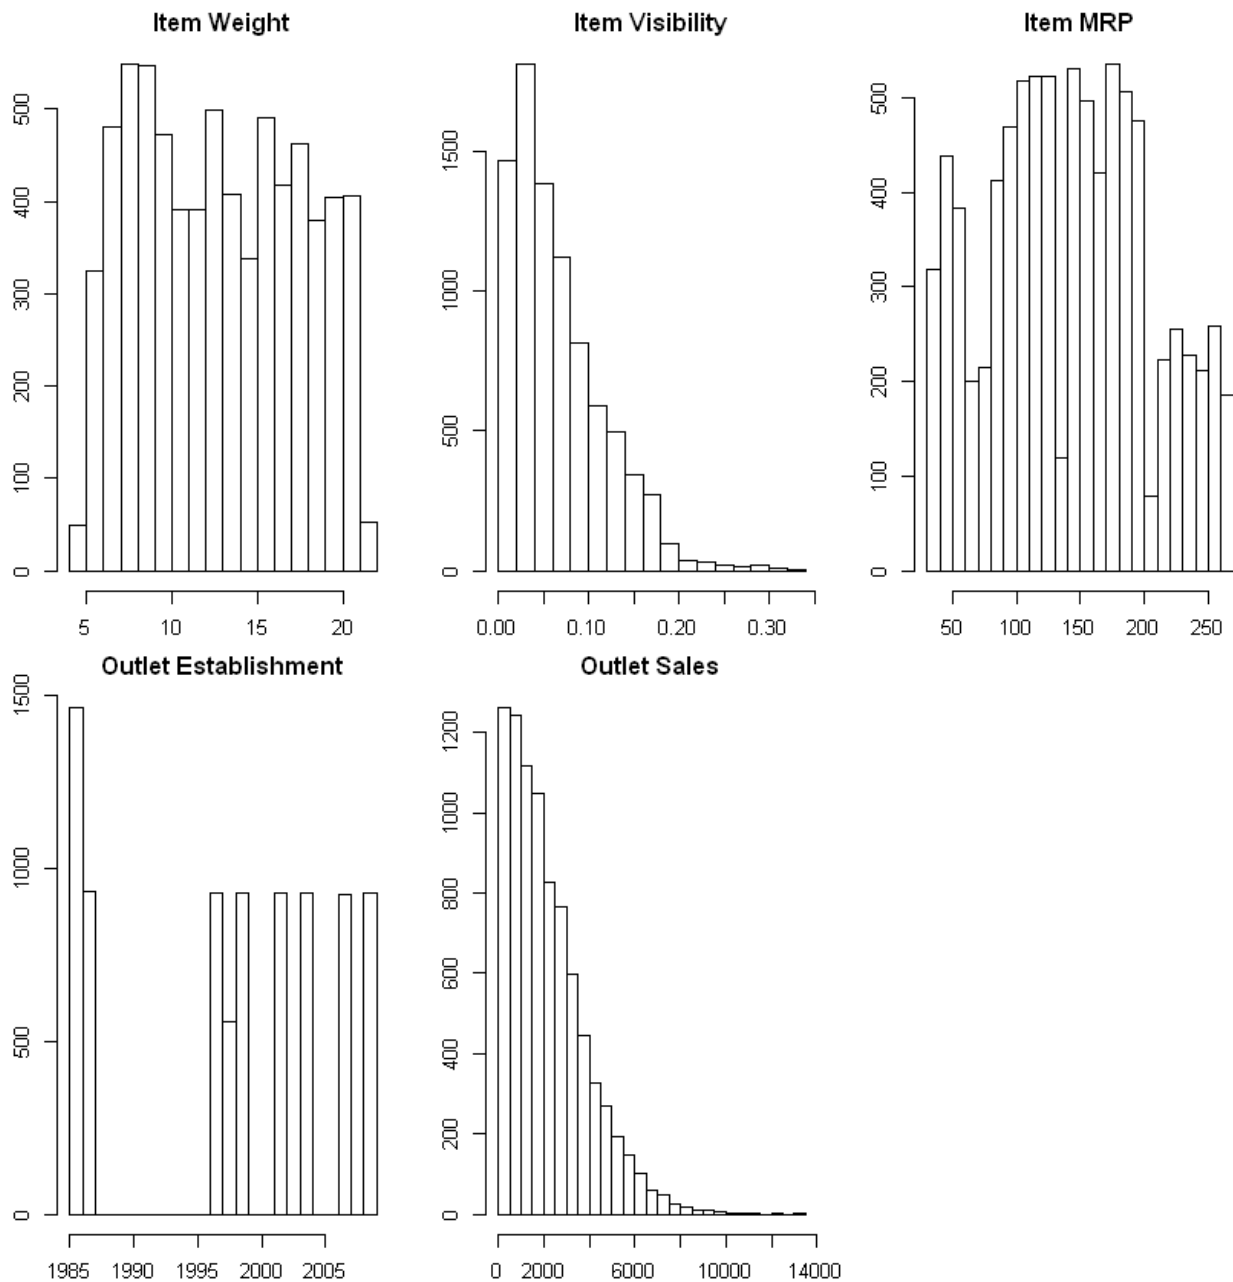 Item Weight
0 100 200 300 400 500
5 10 15 20
Item Visibility
0 500 1000 1500
0.00 0.10 0.20 0.30
Item MRP
0 100 200 300 400 500
50 100 150 200 250
Outlet Establishment
0 500 1000 1500
1985 1990 1995 2000 2005
Outlet Sales
0 200 400 600 800 1000 1200
0 2000 6000 10000 14000